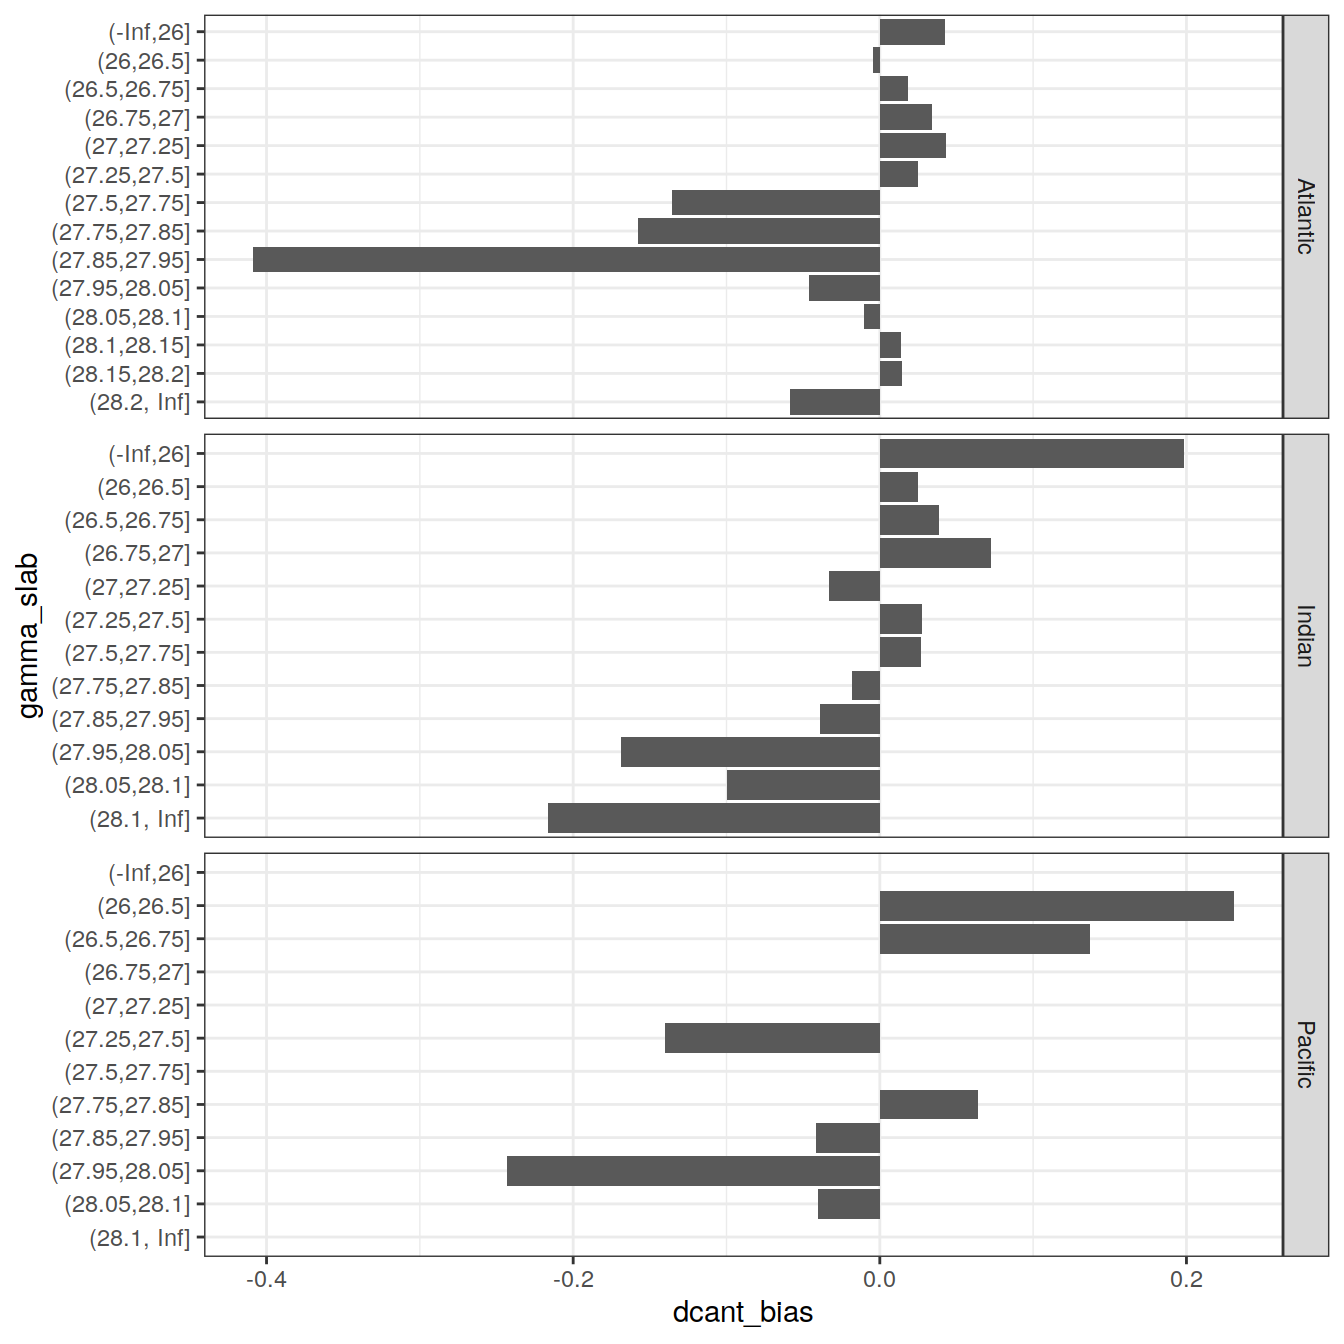 (-Inf,26]
(26,26.5]
(26.5,26.75]
(26.75,27]
(27,27.25]
(27.25,27.5]
(27.5,27.75]
(27.75,27.85]
(27.85,27.95]
(27.95,28.05]
(28.05,28.1]
(28.1,28.15]
(28.15,28.2]
(28.2, Inf]
Atlantic
(-Inf,26]
(26,26.5]
(26.5,26.75]
(26.75,27]
(27,27.25]
(27.25,27.5]
(27.5,27.75]
(27.75,27.85]
(27.85,27.95]
(27.95,28.05]
(28.05,28.1]
(28.1, Inf]
Indian
gamma_slab
(-Inf,26]
(26,26.5]
(26.5,26.75]
(26.75,27]
(27,27.25]
(27.25,27.5]
(27.5,27.75]
(27.75,27.85]
(27.85,27.95]
(27.95,28.05]
(28.05,28.1]
(28.1, Inf]
Pacific
-0.4 -0.2 0.0 0.2
dcant_bias